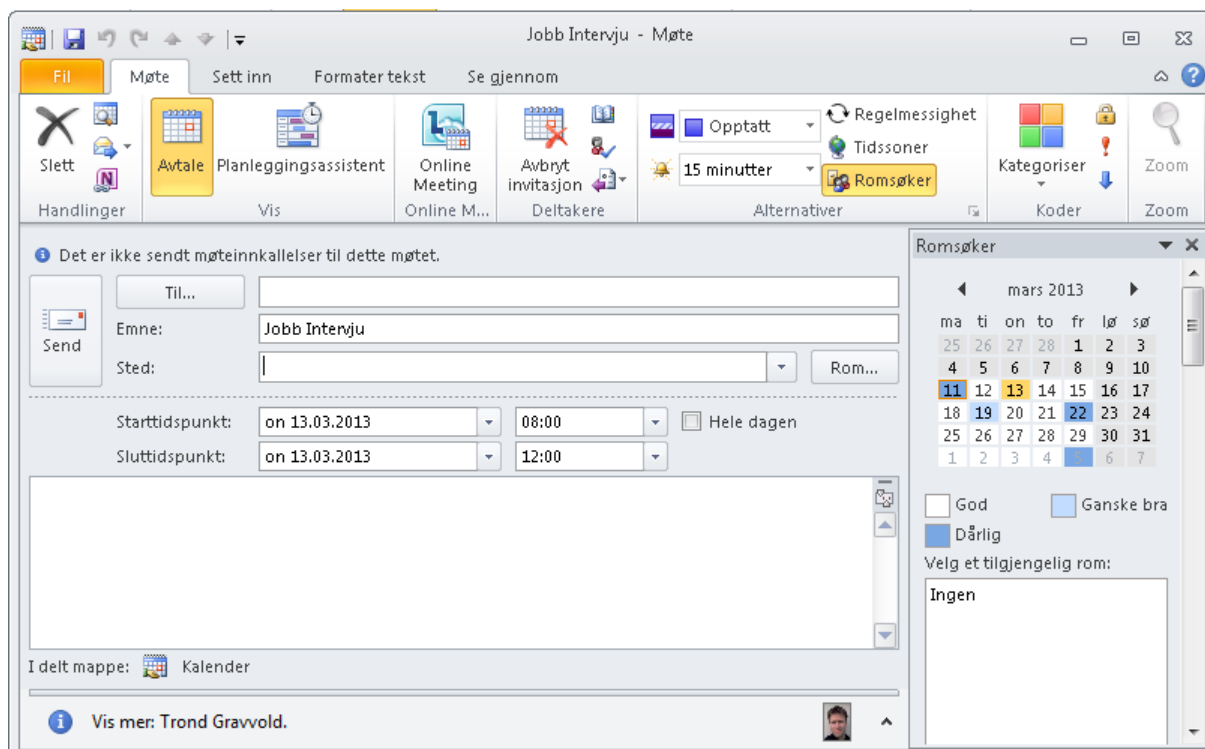 Jobb Intervju - Møte
Fil Møte Sett inn Formater tekst Se gjennom
Slett
Avtale
Planleggingsassistent
Online Meeting
Avbryt invitasjon
Opptatt
15 minutter
Regelmessighet
Tidssoner
Romsøker
Kategoriser
Zoom
Handlinger Vis Online M... Deltakere Alternativer Koder Zoom
Det er ikke sendt møteinnkallelser til dette møtet.
Send
Til...
Emne: Jobb Intervju
Sted: Rom...
Starttidspunkt: on 13.03.2013 08:00 Hele dagen
Sluttidspunkt: on 13.03.2013 12:00
I delt mappe: Kalender
Vis mer: Trond Gravvold.
Romsøker
mars 2013
ma ti on to fr lø sø
25 26 27 28 1 2 3
4 5 6 7 8 9 10
11 12 13 14 15 16 17
18 19 20 21 22 23 24
25 26 27 28 29 30 31
1 2 3 4 5 6 7
God Ganske bra
Dårlig
Velg et tilgjengelig rom:
Ingen